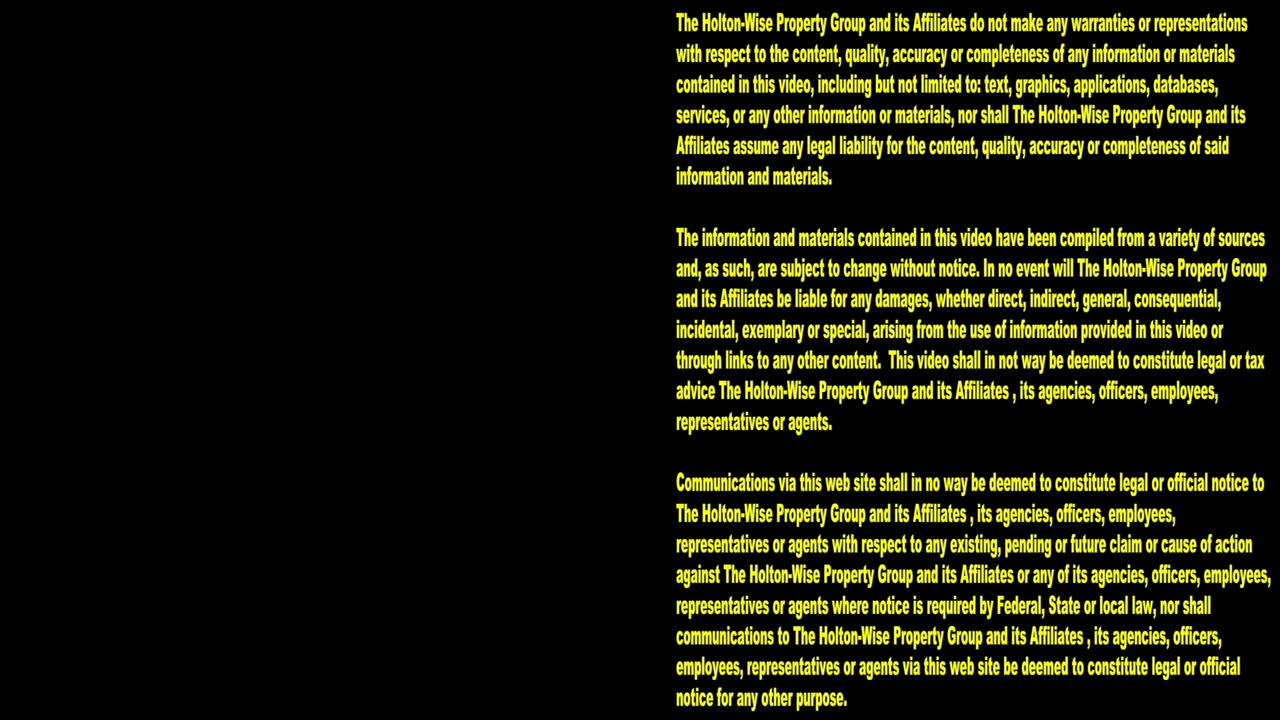 The Holton-Wise Property Group and its Affiliates do not make any warranties or representations
with respect to the content, quality, accuracy or completeness of any information or materials
contained in this video, including but not limited to: text, graphics, applications, databases,
services, or any other information or materials, nor shall The Holton-Wise Property Group and its
Affiliates assume any legal liability for the content, quality, accuracy or completeness of said
information and materials.
The information and materials contained in this video have been compiled from a variety of sources
and, as such, are subject to change without notice. In no event will The Holton-Wise Property Group
and its Affiliates be liable for any damages, whether direct, indirect, general, consequential,
incidental, exemplary or special, arising from the use of information provided in this video or
through links to any other content.  This video shall in not way be deemed to constitute legal or tax
advice The Holton-Wise Property Group and its Affiliates , its agencies, officers, employees,
representatives or agents.
Communications via this web site shall in no way be deemed to constitute legal or official notice to
The Holton-Wise Property Group and its Affiliates , its agencies, officers, employees,
representatives or agents with respect to any existing, pending or future claim or cause of action
against The Holton-Wise Property Group and its Affiliates or any of its agencies, officers, employees,
representatives or agents where notice is required by Federal, State or local law, nor shall
communications to The Holton-Wise Property Group and its Affiliates , its agencies, officers,
employees, representatives or agents via this web site be deemed to constitute legal or official
notice for any other purpose.